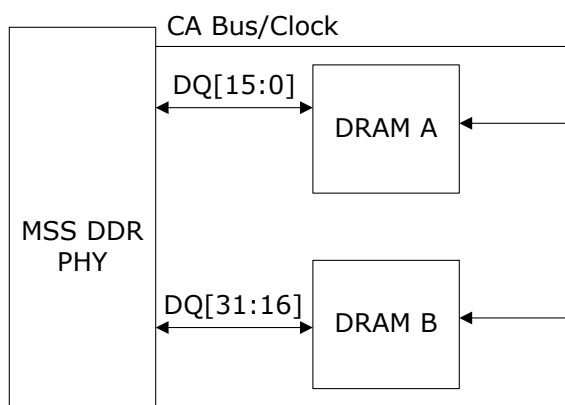 CA Bus/Clock
DQ[15:0]
DRAM A
MSS DDR
PHY
DQ[31:16]
DRAM B